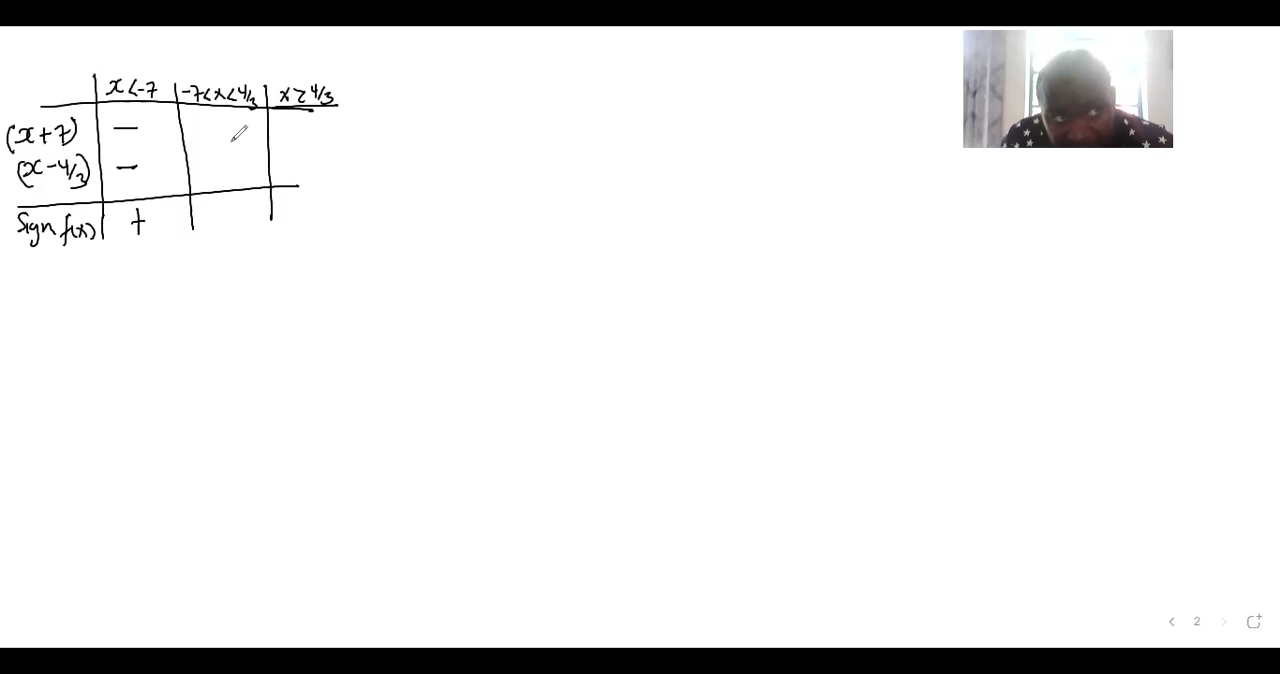 x<-7 -7<x<4/3 x≥4/3
(x+7) —
(x-4/3) —
Sign f(x) +
2